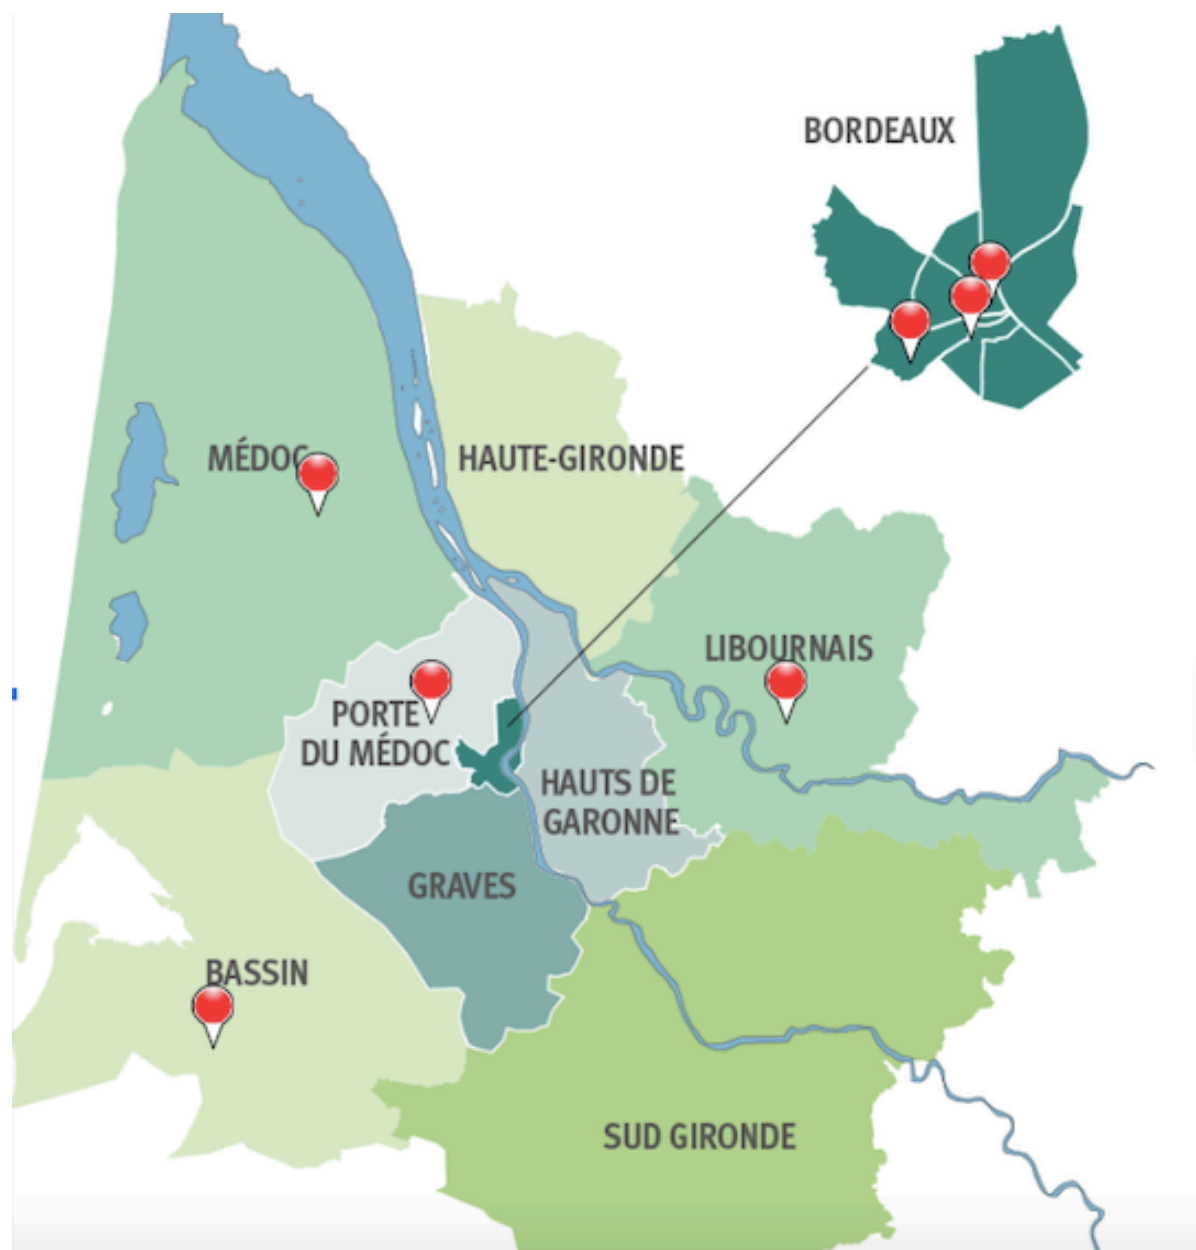 BORDEAUX
MÉDOC
HAUTE-GIRONDE
LIBOURNAIS
PORTE
DU MÉDOC
HAUTS DE
GARONNE
GRAVES
BASSIN
SUD GIRONDE